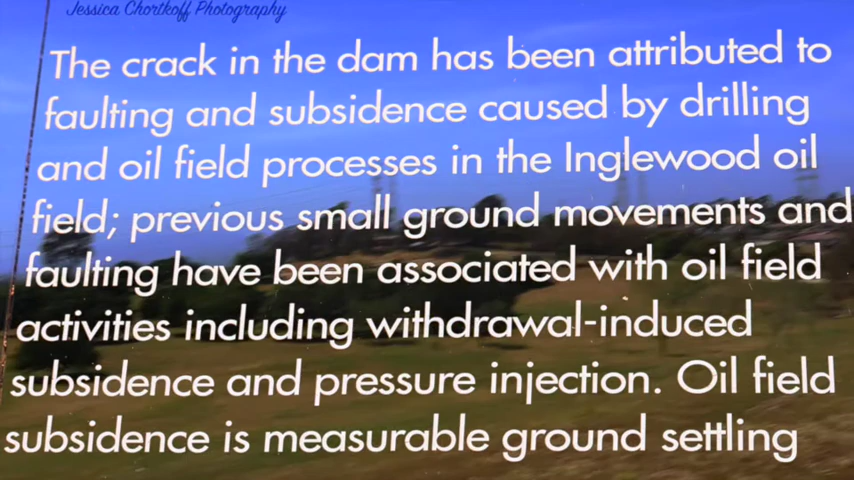 Jessica Chortkoff Photography
The crack in the dam has been attributed to
faulting and subsidence caused by drilling
and oil field processes in the Inglewood oil
field; previous small ground movements and
faulting have been associated with oil field
activities including withdrawal-induced
subsidence and pressure injection. Oil field
subsidence is measurable ground settling